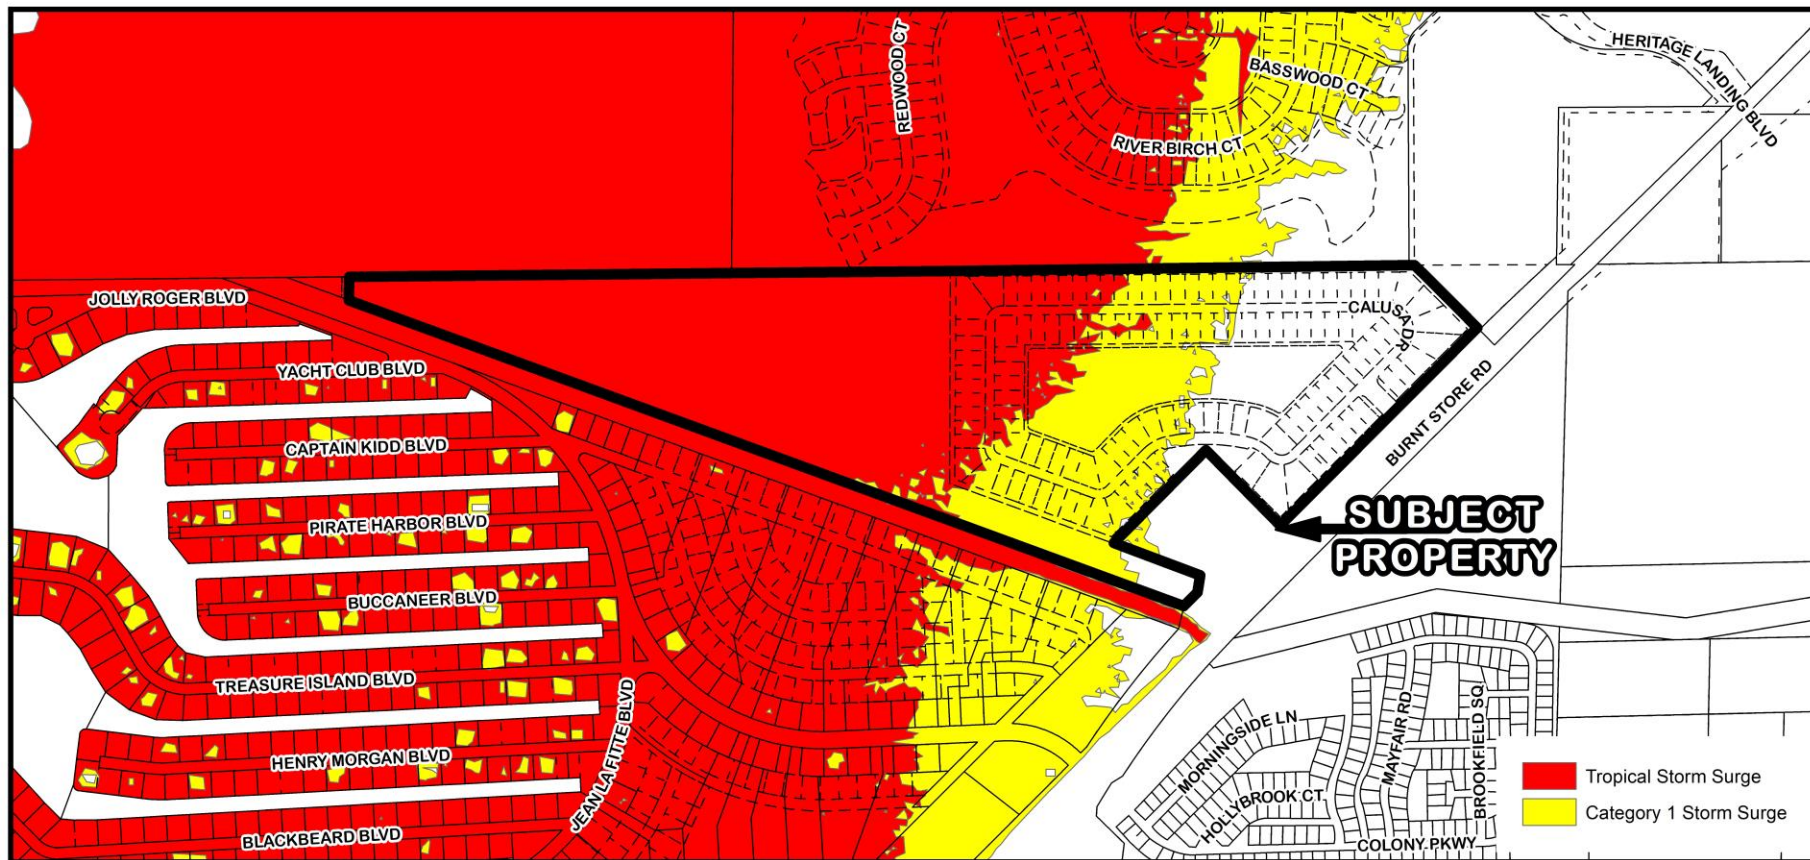 HERITAGE LANDING BLVD
REDWOOD CT
BASSWOOD CT
RIVER BIRCH CT
JOLLY ROGER BLVD
CALUSA DR
YACHT CLUB BLVD
BURNT STORE RD
CAPTAIN KIDD BLVD
PIRATE HARBOR BLVD
SUBJECT
PROPERTY
BUCCANEER BLVD
TREASURE ISLAND BLVD
JEAN LAFITTE BLVD
HENRY MORGAN BLVD
BLACKBEARD BLVD
MORNINGSIDE LN
HOLLYBROOK CT
MAYFAIR RD
BROOKFIELD SQ
COLONY PKWY
Tropical Storm Surge
Category 1 Storm Surge